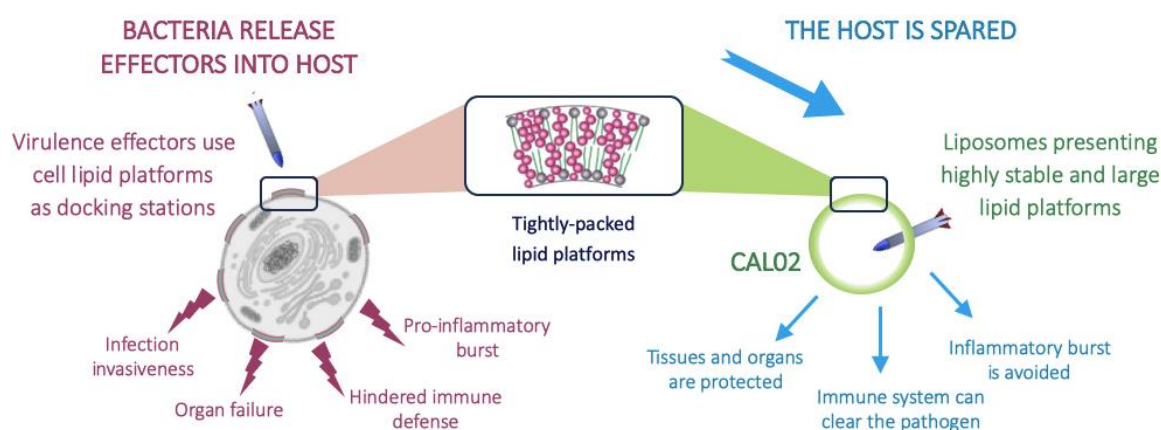 BACTERIA RELEASE
EFFECTORS INTO HOST
Virulence effectors use
cell lipid platforms
as docking stations
Infection
invasiveness
Organ failure
Hindered immune
defense
Pro-inflammatory
burst
Tightly-packed
lipid platforms
THE HOST IS SPARED
Liposomes presenting
highly stable and large
lipid platforms
CAL02
Tissues and organs
are protected
Immune system can
clear the pathogen
Inflammatory burst
is avoided